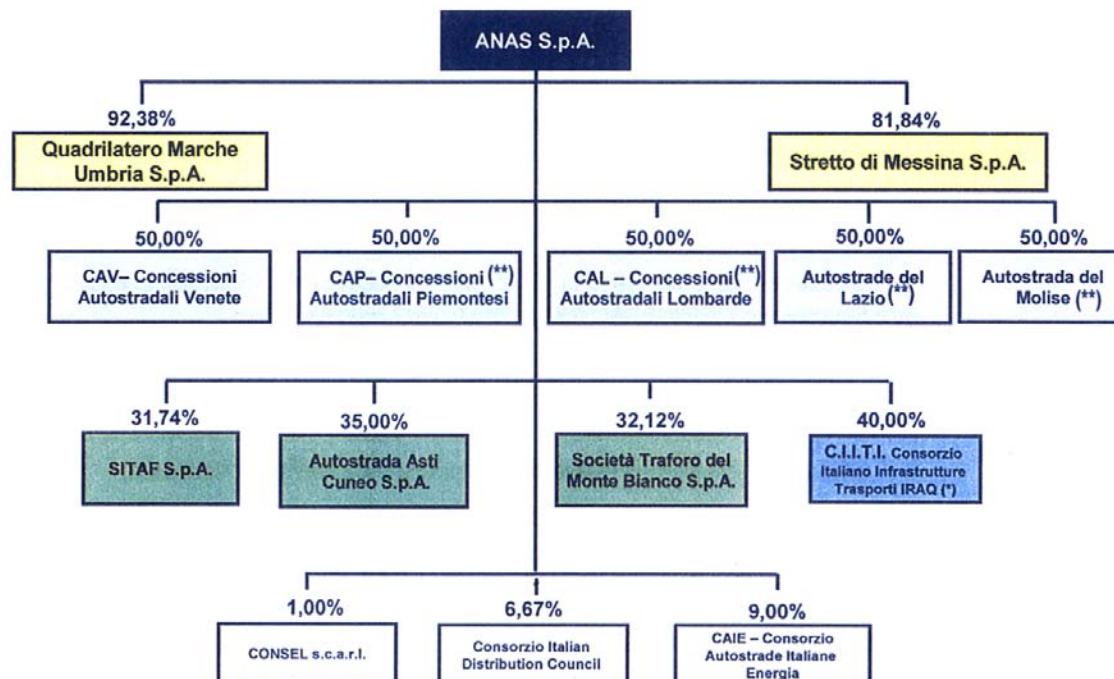 ANAS S.p.A.
92,38%
Quadrilatero Marche
Umbria S.p.A.
81,84%
Stretto di Messina S.p.A.
50,00%
CAV– Concessioni
Autostradali Venete
50,00%
CAP– Concessioni (**)
Autostradali Piemontesi
50,00%
CAL – Concessioni(**)
Autostradali Lombarde
50,00%
Autostrade del
Lazio(**)
50,00%
Autostrada del
Molise (**)
31,74%
SITAF S.p.A.
35,00%
Autostrada Asti
Cuneo S.p.A.
32,12%
Società Traforo del
Monte Bianco S.p.A.
40,00%
C.I.I.T.I. Consorzio
Italiano Infrastrutture
Trasporti IRAQ (*)
1,00%
CONSEL s.c.a.r.l.
6,67%
Consorzio Italian
Distribution Council
9,00%
CAIE – Consorzio
Autostrade Italiane
Energia